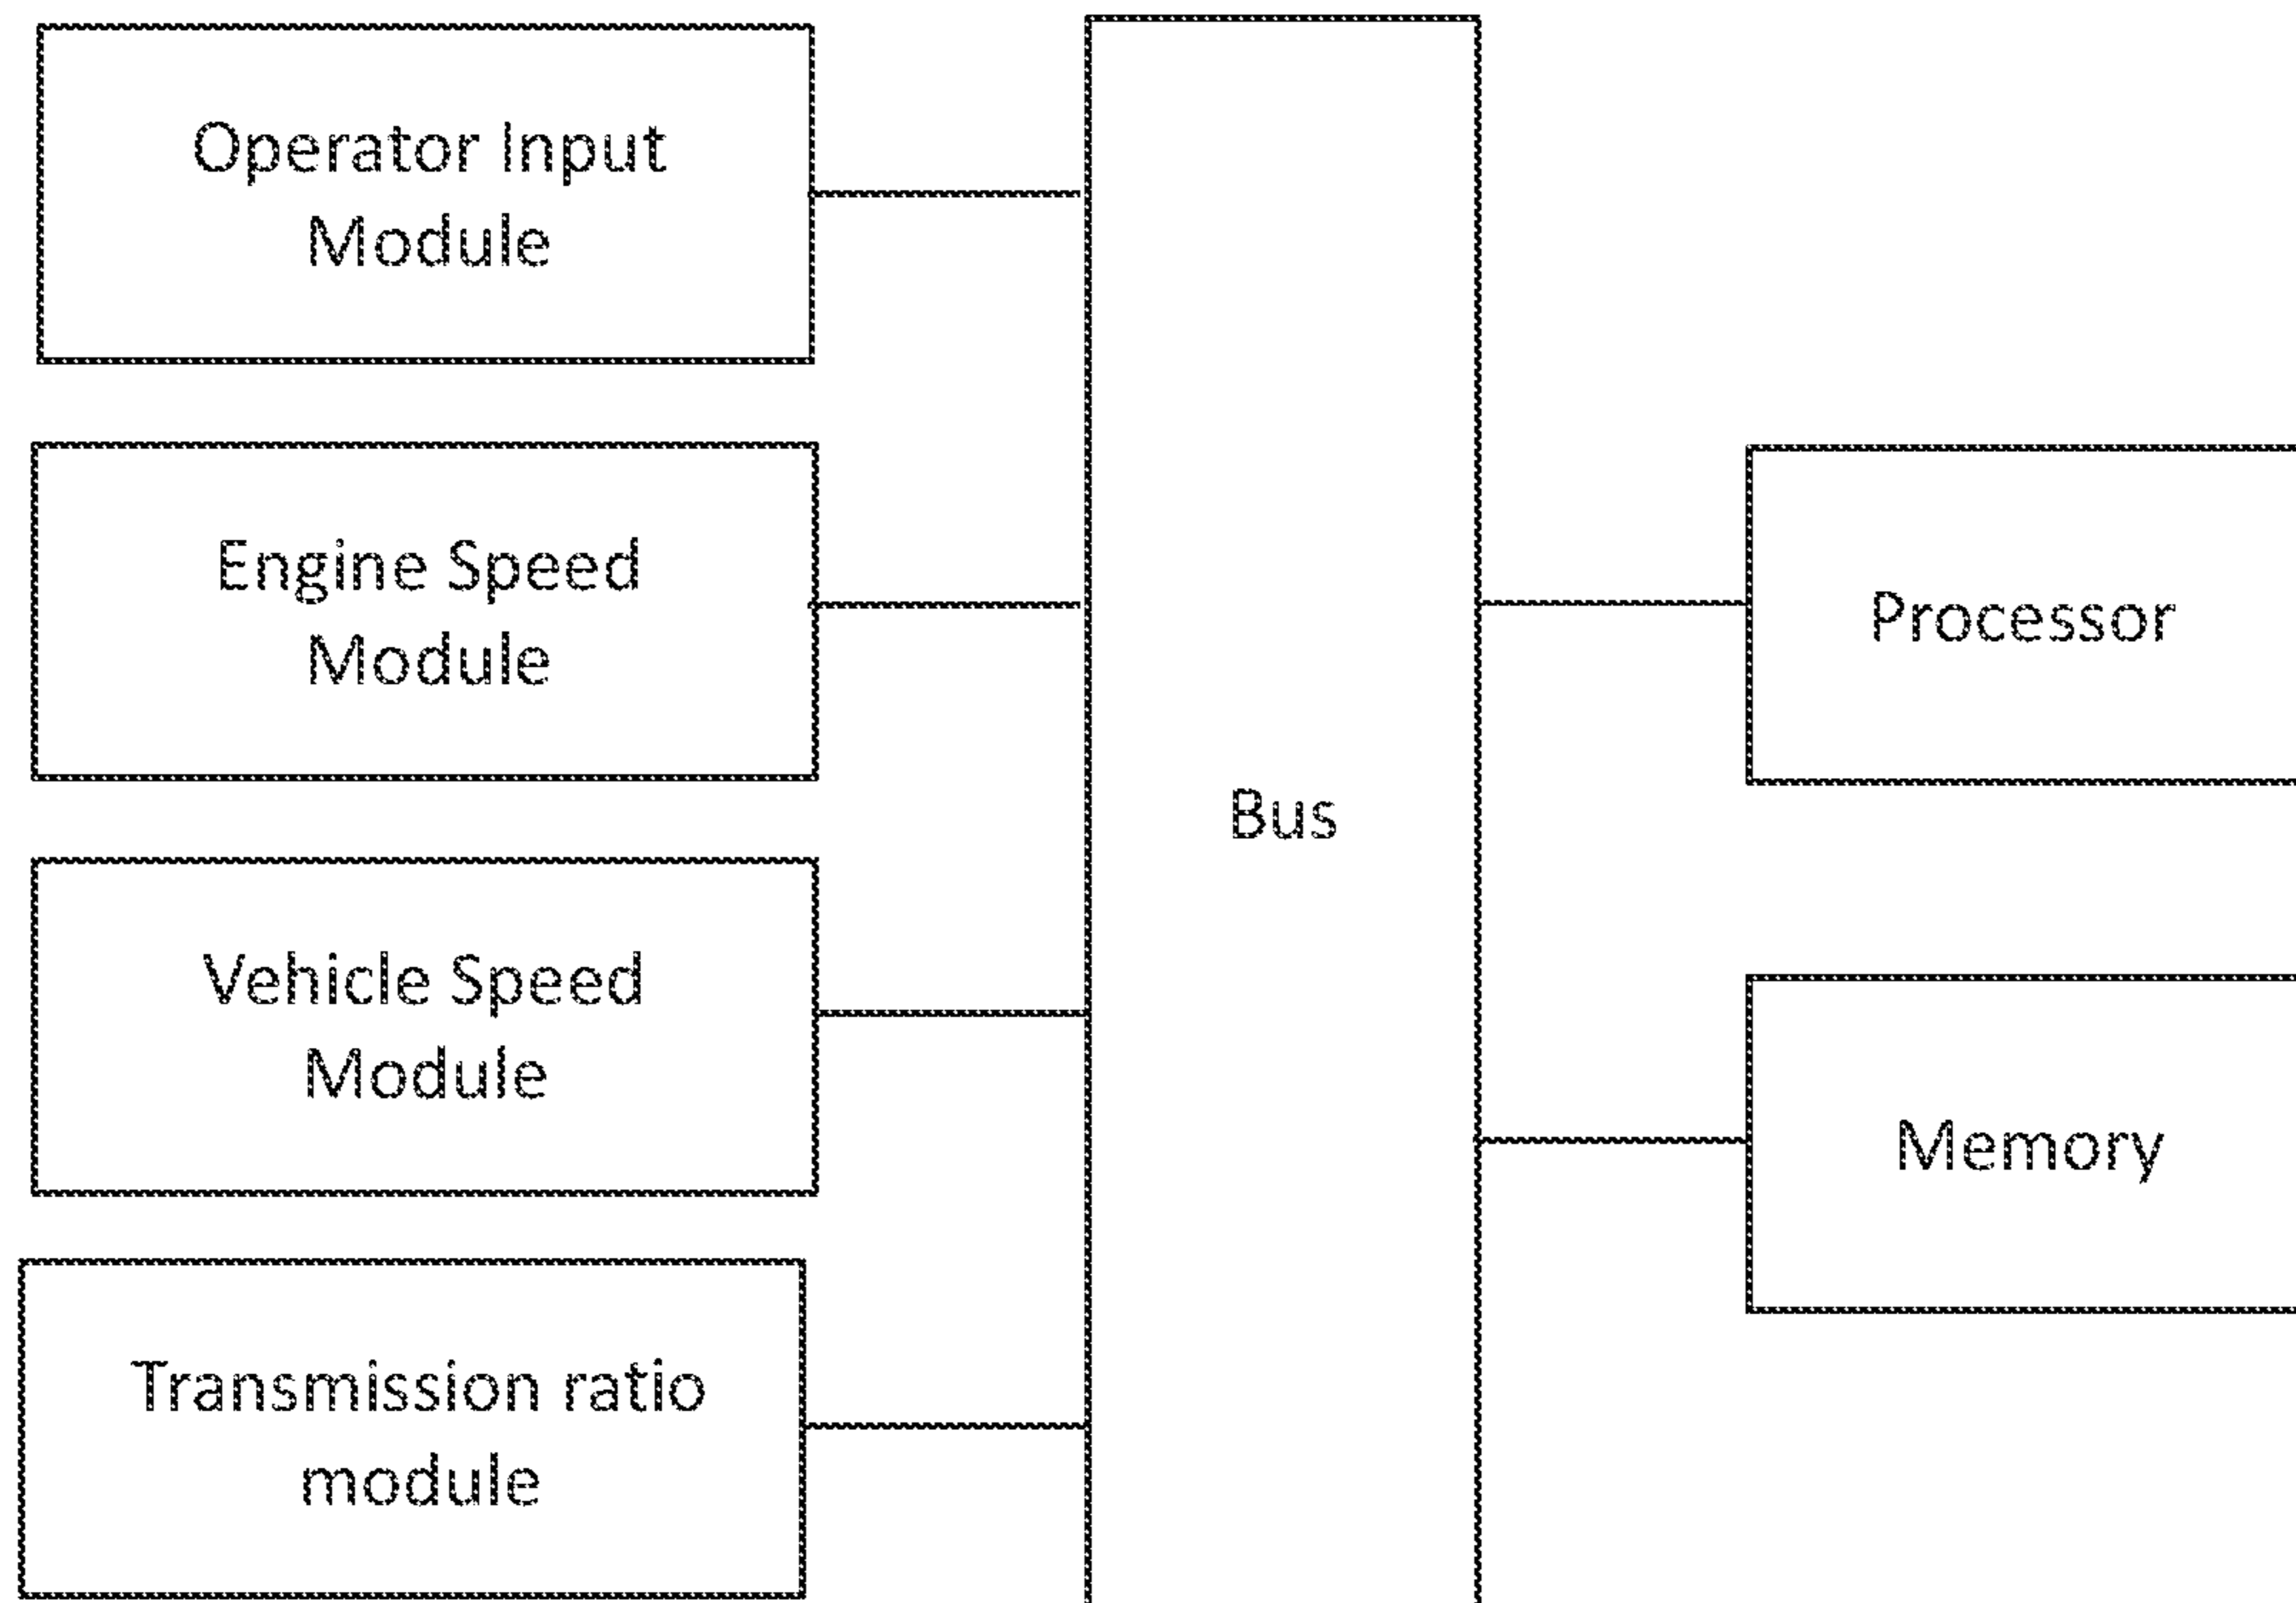 Operator Input
Module
Engine Speed
Module
Vehicle Speed
Module
Transmission ratio
module
Bus
Processor
Memory